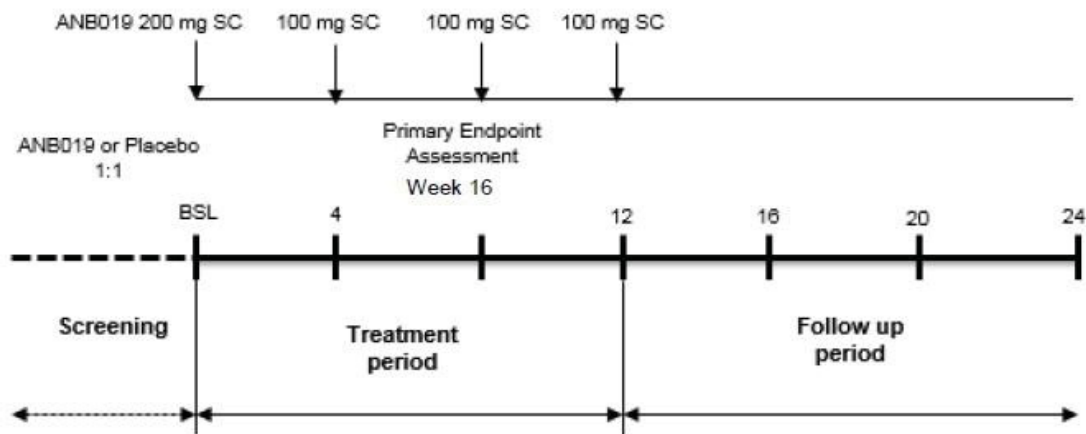 ANB019 200 mg SC 100 mg SC 100 mg SC 100 mg SC
ANB019 or Placebo
1:1
Primary Endpoint
Assessment
Week 16
BSL 4 12 16 20 24
Screening
Treatment
period
Follow up
period